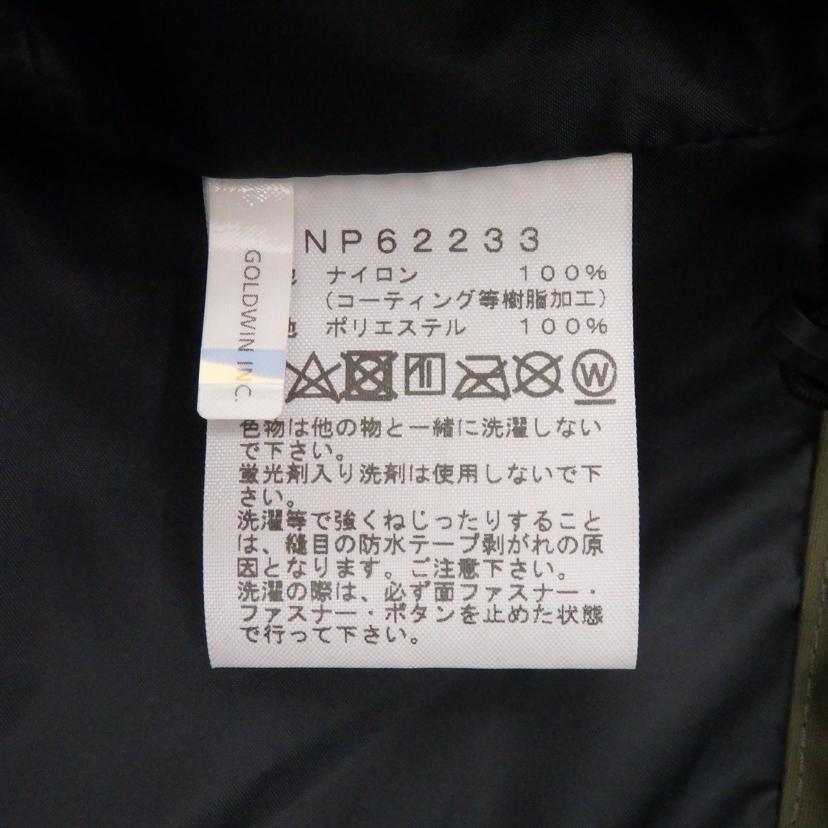 NP62233
GOLDWIN INC.
地 ナイロン 100%
(コーティング等樹脂加工)
地 ポリエステル 100%
W
色物は他の物と一緒に洗濯しない
で下さい。
蛍光剤入り洗剤は使用しないで下
さい。
洗濯等で強くねじったりすること
は、縫目の防水テープ剥がれの原
因となります。ご注意下さい。
洗濯の際は、必ず面ファスナー・
ファスナー・ボタンを止めた状態
で行って下さい。